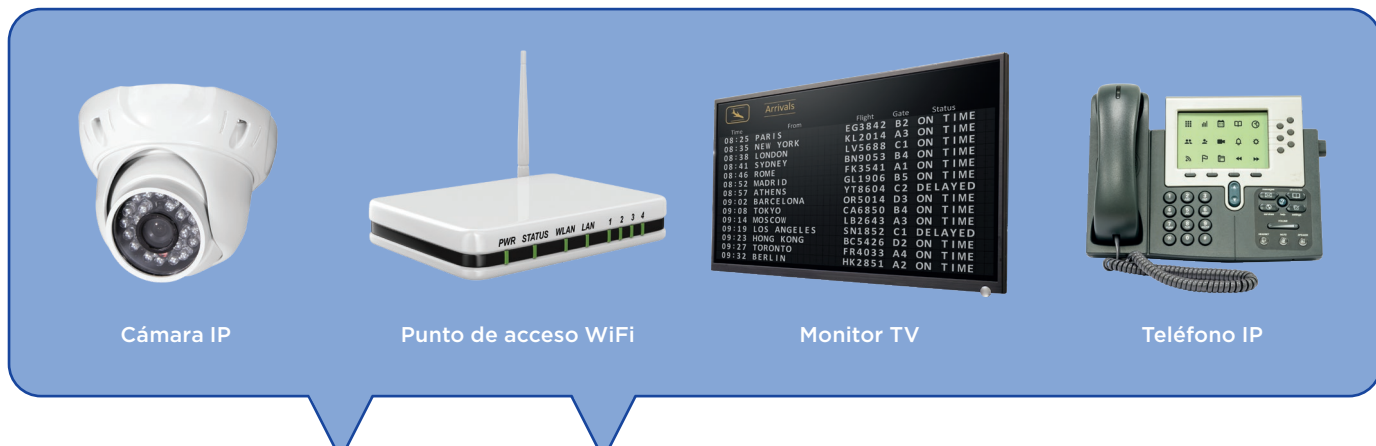 Arrivals
Time From Flight Gate Status
08:25 PARIS EG3842 B2 ON TIME
08:35 NEW YORK KL2014 A3 ON TIME
08:38 LONDON LV5688 C1 ON TIME
08:41 SYDNEY BN9053 B4 ON TIME
08:46 ROME FK3541 A1 ON TIME
08:52 MADRID GL1906 B5 ON TIME
08:57 ATHENS YT8604 C2 DELAYED
09:02 BARCELONA OR5014 D3 ON TIME
09:08 TOKYO CA6850 B4 ON TIME
09:14 MOSCOW LB2643 A3 ON TIME
09:19 LOS ANGELES SN1852 C1 DELAYED
09:23 HONG KONG BC5426 D2 ON TIME
09:27 TORONTO FR4033 A4 ON TIME
09:32 BERLIN HK2851 A2 ON TIME
PWR STATUS WLAN LAN 1 2 3 4
Cámara IP
Punto de acceso WiFi
Monitor TV
Teléfono IP